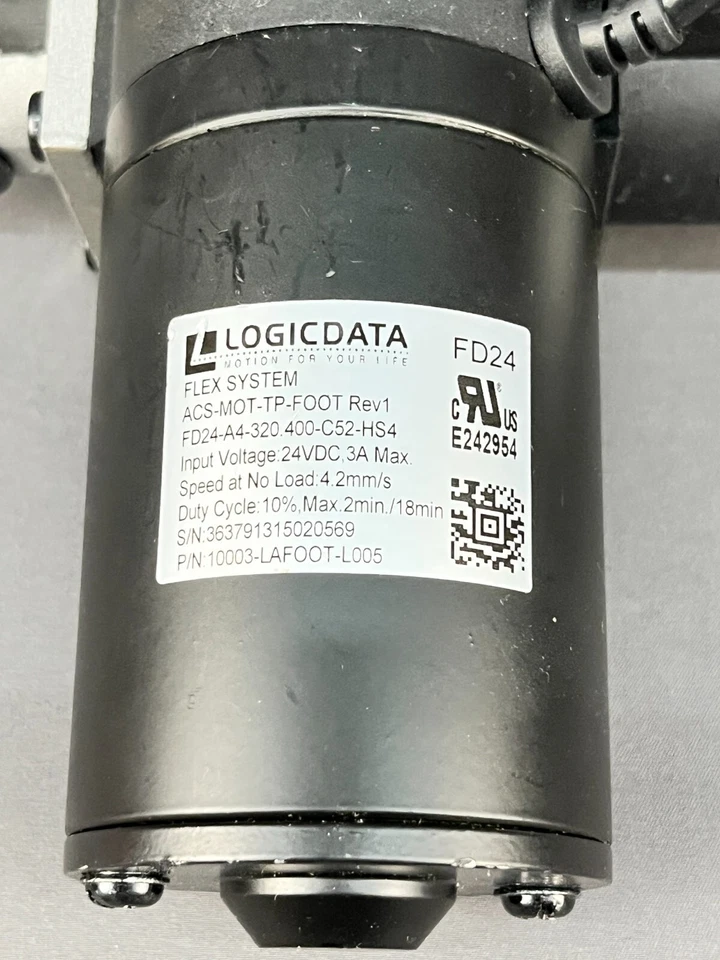 LOGICDATA
MOTION FOR YOUR LIFE
FD24
FLEX SYSTEM
ACS-MOT-TP-FOOT Rev1
FD24-A4-320.400-C52-HS4
Input Voltage:24VDC,3A Max.
Speed at No Load:4.2mm/s
Duty Cycle:10%,Max.2min./18min
S/N:363791315020569
P/N:10003-LAFOOT-L005
C RU US
®
E242954